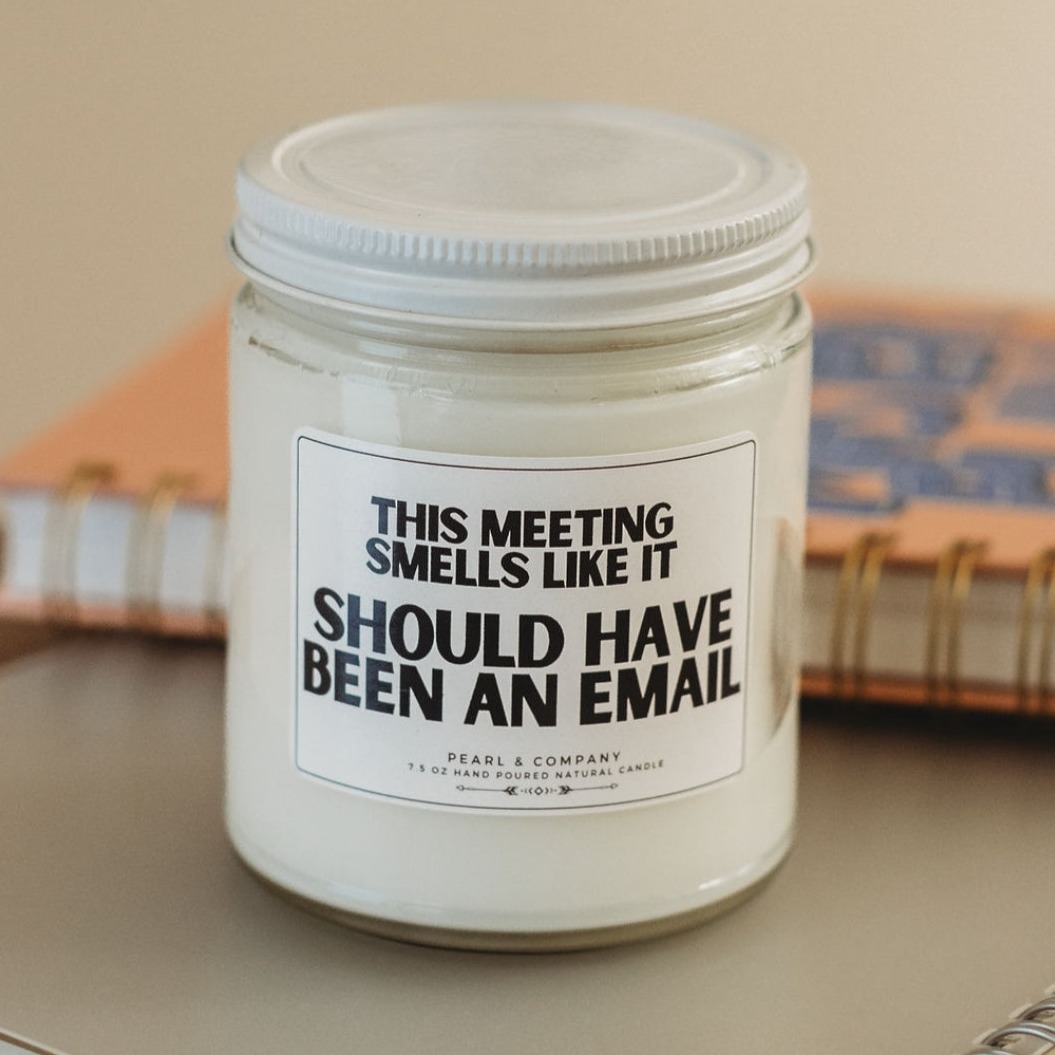 THIS MEETING
SMELLS LIKE IT
SHOULD HAVE
BEEN AN EMAIL
PEARL & COMPANY
7.5 OZ HAND POURED NATURAL CANDLE